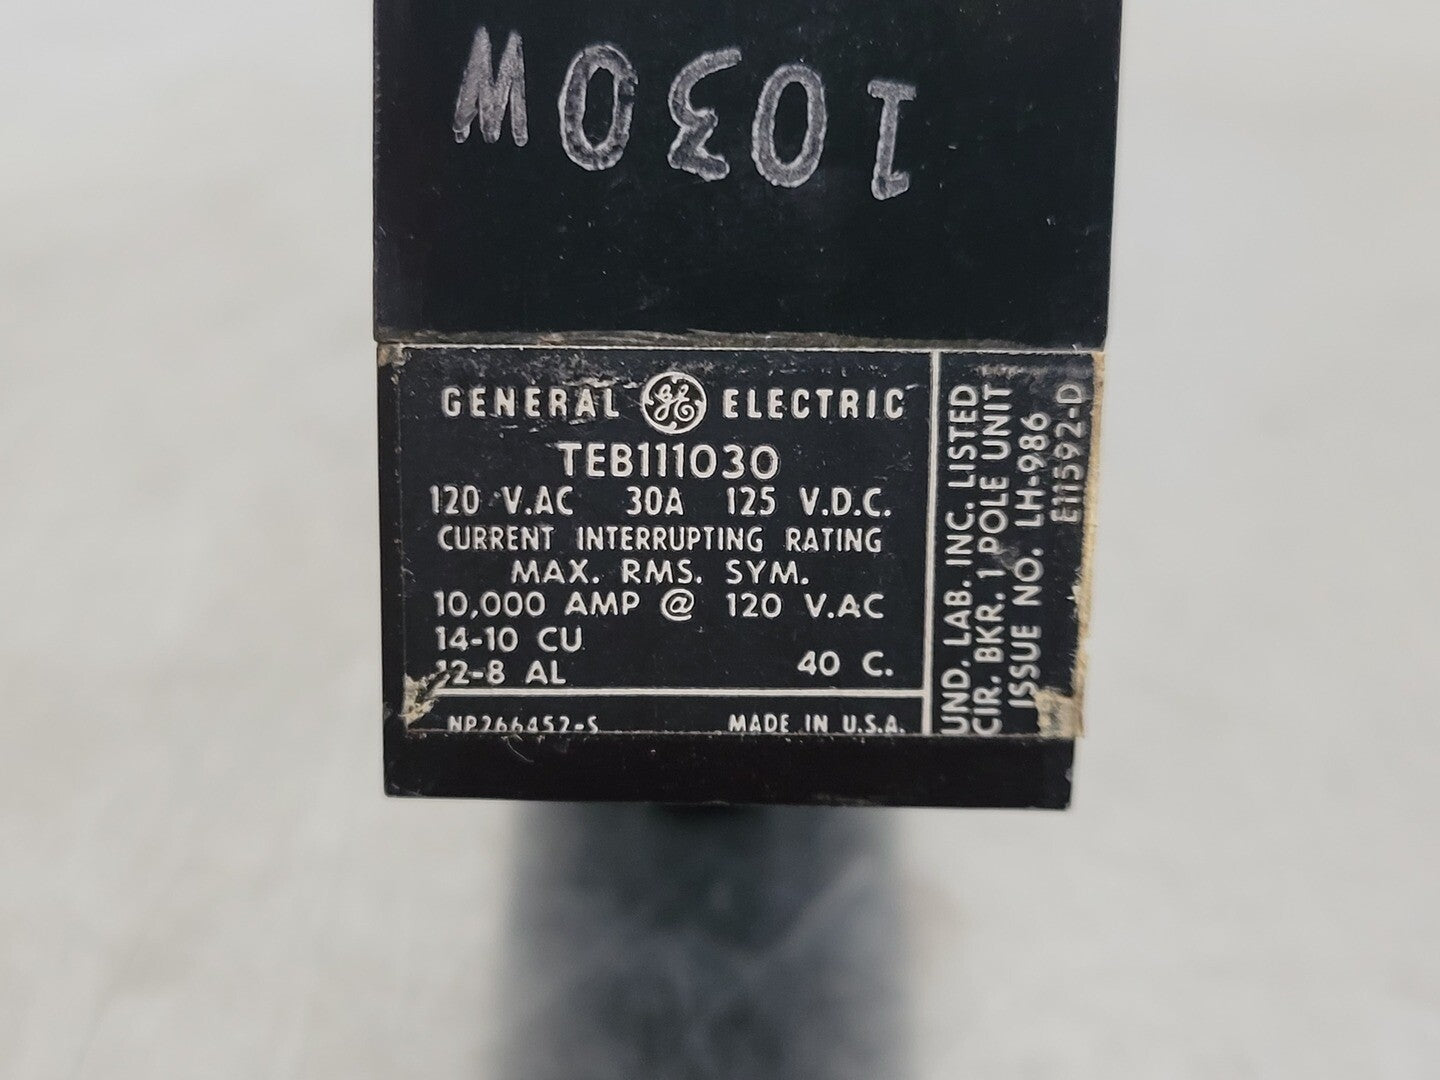 1030W
GENERAL GE ELECTRIC
TEB111030
120 V.AC 30A 125 V.D.C.
CURRENT INTERRUPTING RATING
MAX. RMS. SYM.
10,000 AMP @ 120 V.AC
14-10 CU
12-8 AL 40 C.
NP266452-S MADE IN U.S.A.
UND. LAB. INC. LISTED
CIR. BKR. 1 POLE UNIT
ISSUE NO. LH-986
E11592-D